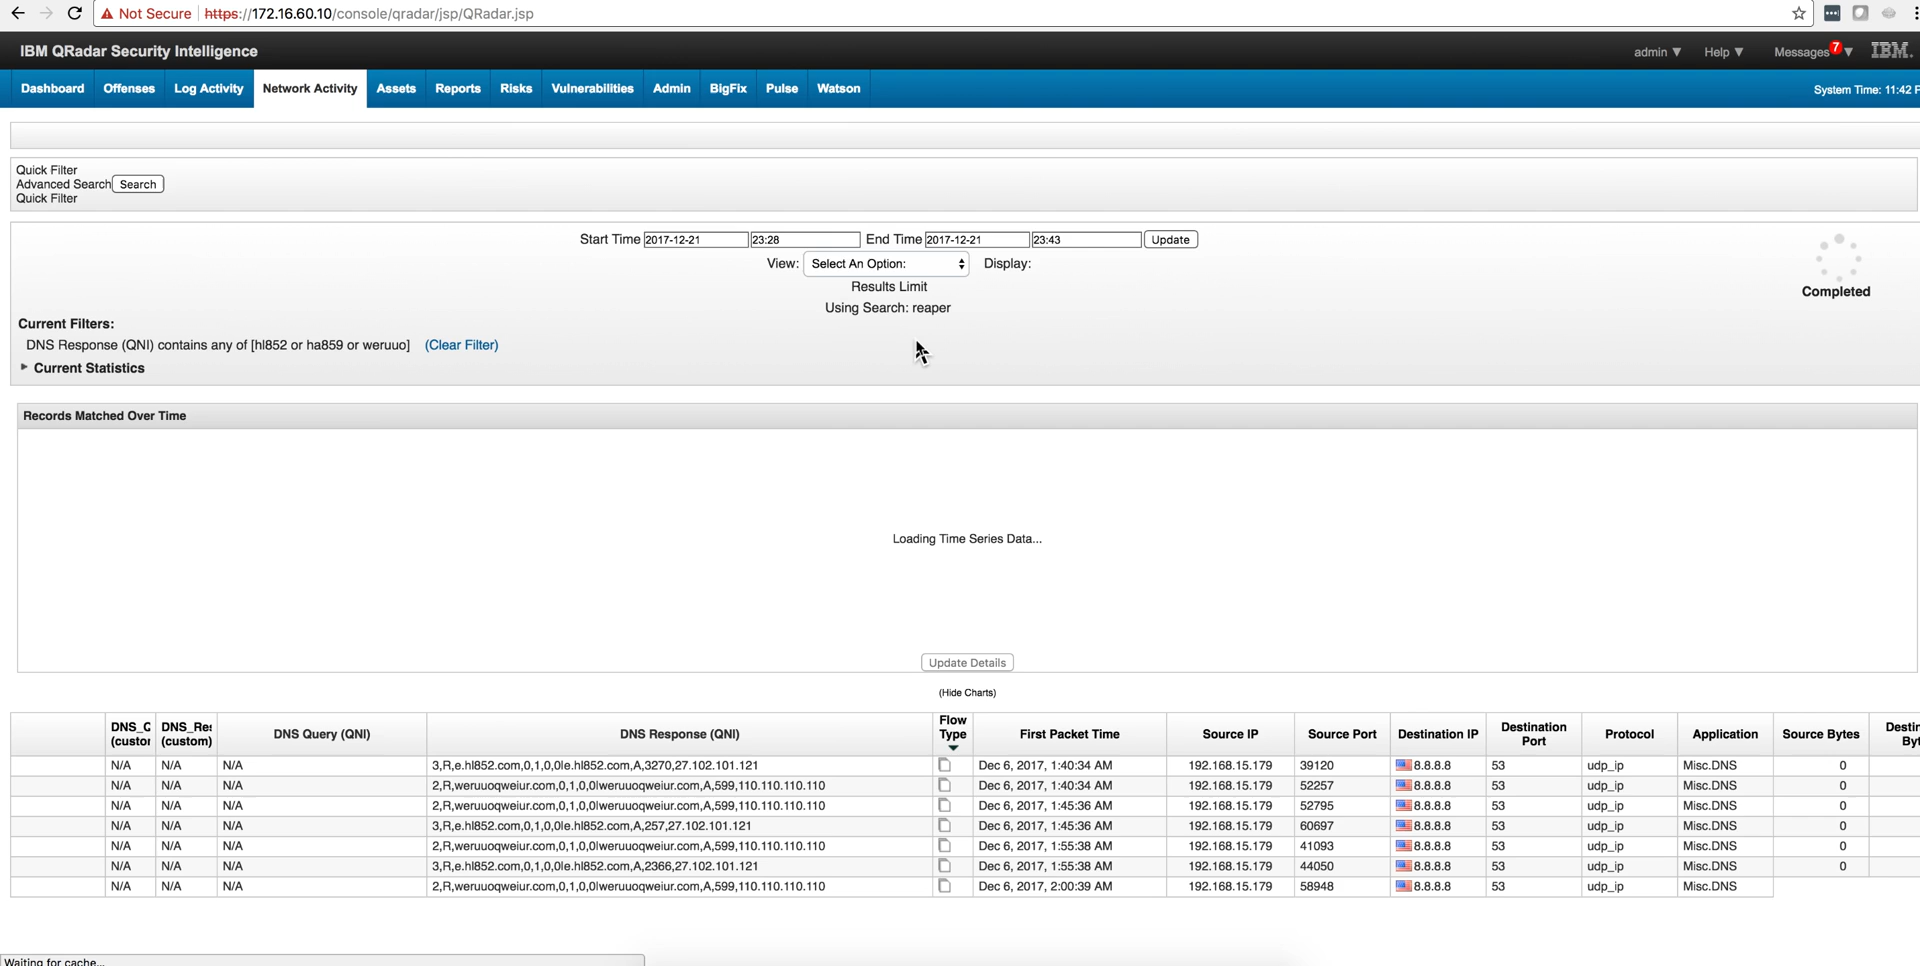 Not Secure | https://172.16.60.10/console/qradar/jsp/QRadar.jsp
IBM QRadar Security Intelligence
admin ▼ Help ▼ Messages 7 ▼ IBM.
Dashboard Offenses Log Activity Network Activity Assets Reports Risks Vulnerabilities Admin BigFix Pulse Watson System Time: 11:42 P
Quick Filter
Advanced Search Search
Quick Filter
Start Time 2017-12-21 23:28 End Time 2017-12-21 23:43 Update
View: Select An Option: Display:
Results Limit
Completed
Using Search: reaper
Current Filters:
DNS Response (QNI) contains any of [hl852 or ha859 or weruuo] (Clear Filter)
Current Statistics
Records Matched Over Time
Loading Time Series Data...
Update Details
(Hide Charts)
DNS_C (custor DNS_Re: (custom) DNS Query (QNI) DNS Response (QNI) Flow Type First Packet Time Source IP Source Port Destination IP Destination Port Protocol Application Source Bytes Destin Byt
N/A N/A N/A 3,R,e.hl852.com,0,1,0,0le.hl852.com,A,3270,27.102.101.121 Dec 6, 2017, 1:40:34 AM 192.168.15.179 39120 8.8.8.8 53 udp_ip Misc.DNS 0
N/A N/A N/A 2,R,weruuoqweiur.com,0,1,0,0lweruuoqweiur.com,A,599,110.110.110.110 Dec 6, 2017, 1:40:34 AM 192.168.15.179 52257 8.8.8.8 53 udp_ip Misc.DNS 0
N/A N/A N/A 2,R,weruuoqweiur.com,0,1,0,0lweruuoqweiur.com,A,599,110.110.110.110 Dec 6, 2017, 1:45:36 AM 192.168.15.179 52795 8.8.8.8 53 udp_ip Misc.DNS 0
N/A N/A N/A 3,R,e.hl852.com,0,1,0,0le.hl852.com,A,257,27.102.101.121 Dec 6, 2017, 1:45:36 AM 192.168.15.179 60697 8.8.8.8 53 udp_ip Misc.DNS 0
N/A N/A N/A 2,R,weruuoqweiur.com,0,1,0,0lweruuoqweiur.com,A,599,110.110.110.110 Dec 6, 2017, 1:55:38 AM 192.168.15.179 41093 8.8.8.8 53 udp_ip Misc.DNS 0
N/A N/A N/A 3,R,e.hl852.com,0,1,0,0le.hl852.com,A,2366,27.102.101.121 Dec 6, 2017, 1:55:38 AM 192.168.15.179 44050 8.8.8.8 53 udp_ip Misc.DNS 0
N/A N/A N/A 2,R,weruuoqweiur.com,0,1,0,0lweruuoqweiur.com,A,599,110.110.110.110 Dec 6, 2017, 2:00:39 AM 192.168.15.179 58948 8.8.8.8 53 udp_ip Misc.DNS
Waiting for cache...